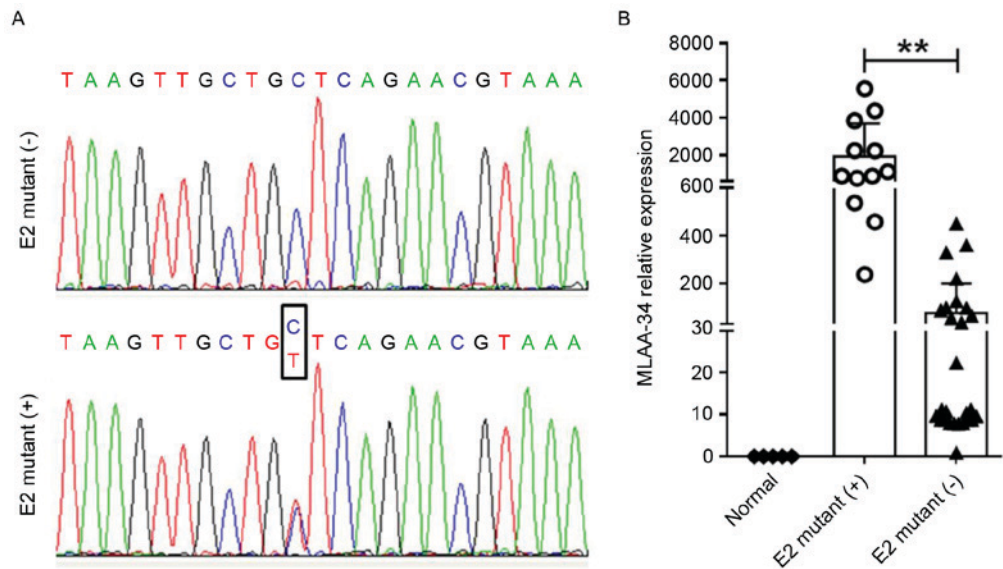 A
TAAGTTGCTGCTCAGAACGTAAA
E2 mutant (-)
C
TAAGTTGCTG TCAGAACGTAAA
T
E2 mutant (+)
B
**
8000
6000
4000
2000
600
400
200
30
20
10
0
MLAA-34 relative expression
Normal
E2 mutant (+)
E2 mutant (-)